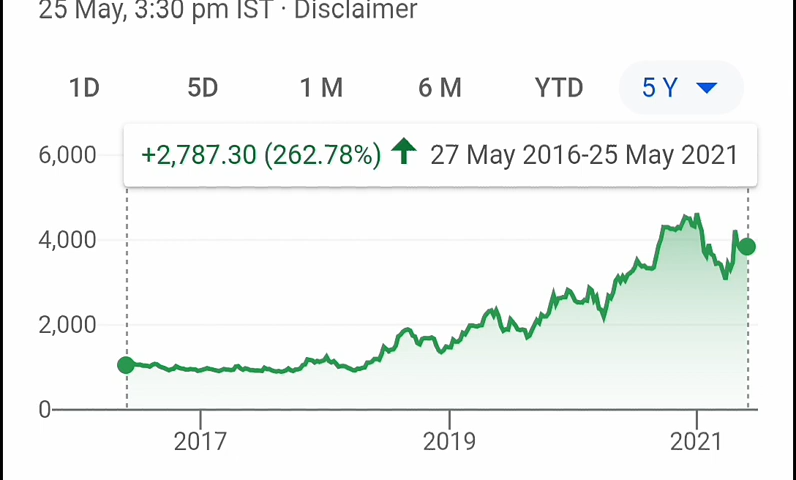 25 May, 3:30 pm IST · Disclaimer
1D 5D 1 M 6 M YTD 5 Y
+2,787.30 (262.78%) 27 May 2016-25 May 2021
6,000
4,000
2,000
0
2017 2019 2021